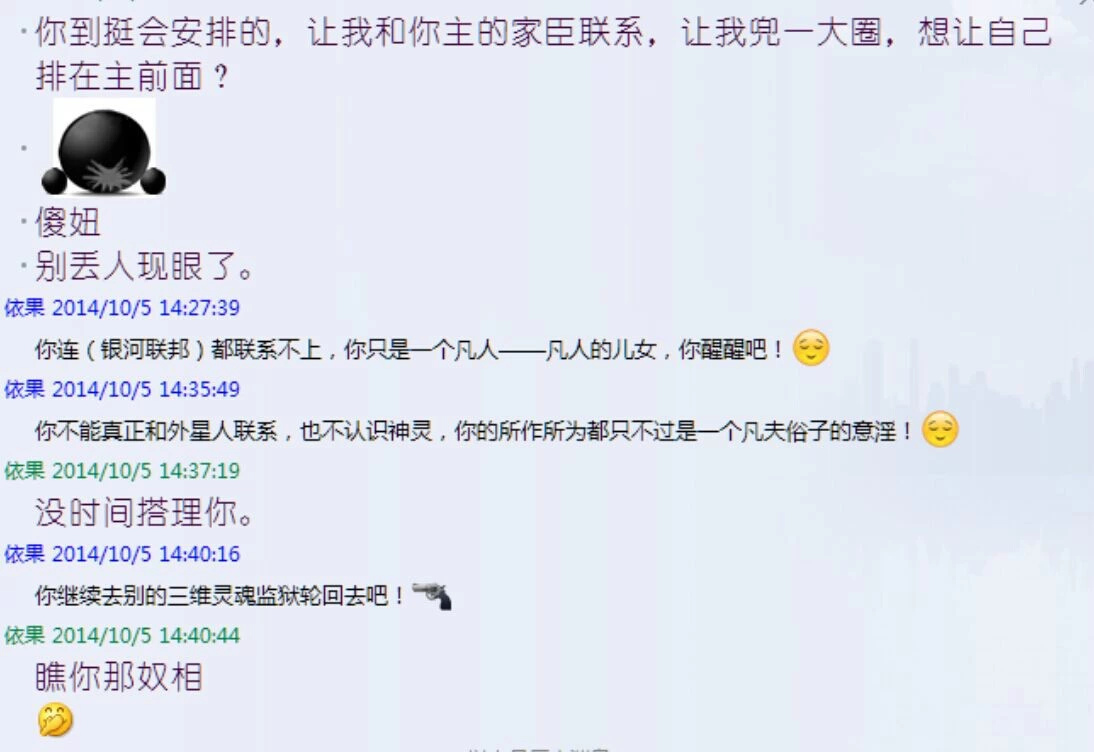 ·你到挺会安排的，让我和你主的家臣联系，让我兜一大圈，想让自己
排在主前面？
·
·傻妞
·别丢人现眼了。
依果 2014/10/5 14:27:39
你连（银河联邦）都联系不上，你只是一个凡人——凡人的儿女，你醒醒吧！
依果 2014/10/5 14:35:49
你不能真正和外星人联系，也不认识神灵，你的所作所为都只不过是一个凡夫俗子的意淫！
依果 2014/10/5 14:37:19
没时间搭理你。
依果 2014/10/5 14:40:16
你继续去别的三维灵魂监狱轮回去吧！
依果 2014/10/5 14:40:44
瞧你那奴相